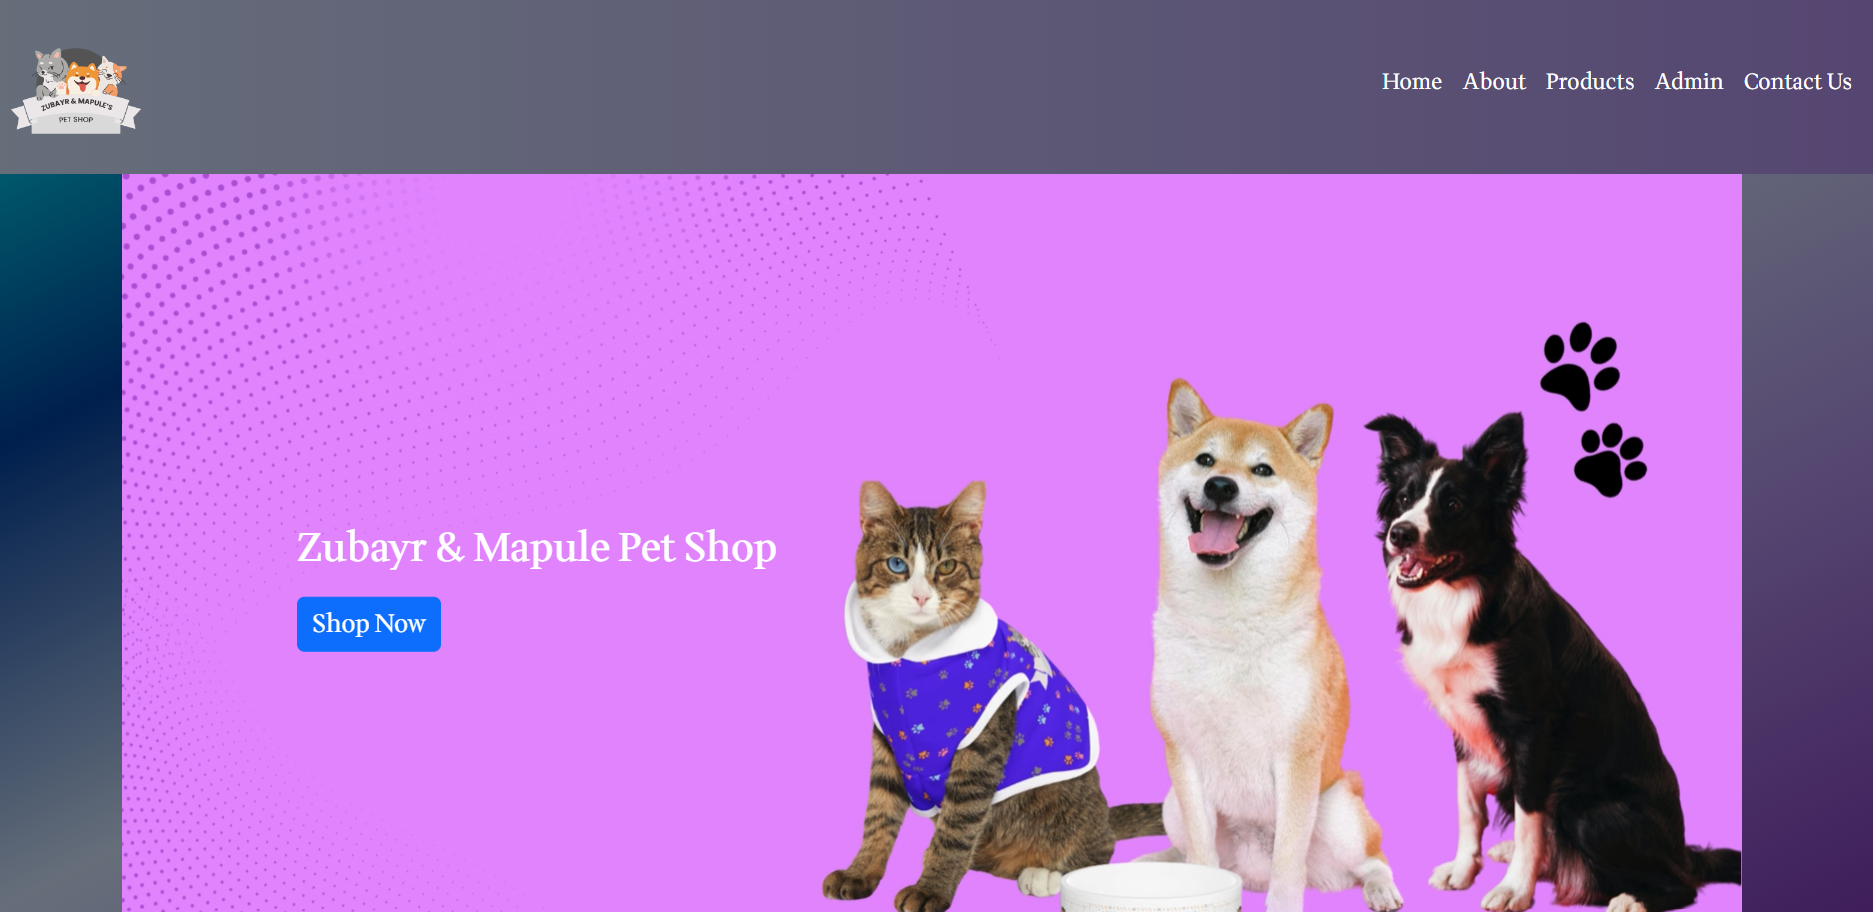 ZUBAYR & MAPULE'S
PET SHOP
Home About Products Admin Contact Us
Zubayr & Mapule Pet Shop
Shop Now